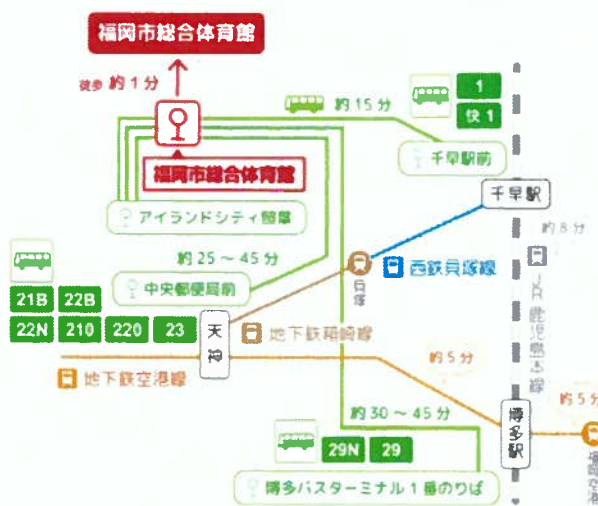 福岡市総合体育館
徒歩 約1分
約15分
1
快1
福岡市総合体育館
千早駅前
千早駅
アイランドシティ照葉
約8分
約25～45分
西鉄貝塚線
貝塚
JR鹿児島本線
中央郵便局前
21B 22B
22N 210 220 23
天神
地下鉄箱崎線
地下鉄空港線
約5分
約5分
約30～45分
博多駅
福岡空港
29N 29
博多バスターミナル1番のりば